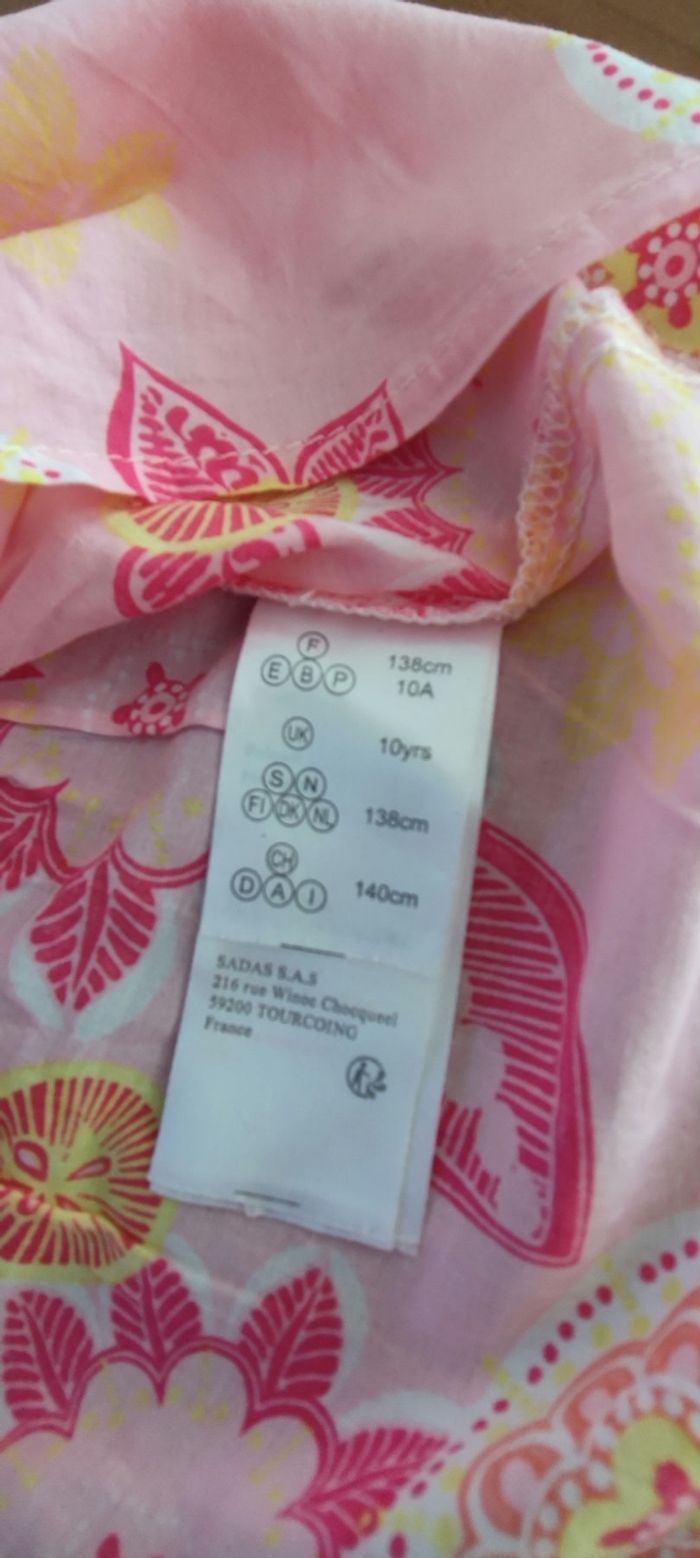 F 138cm
E B P 10A
UK 10yrs
S N
FI DK NL 138cm
CH
D A I 140cm
SADAS S.A.S
216 rue Winoc Chocqueel
59200 TOURCOING
France